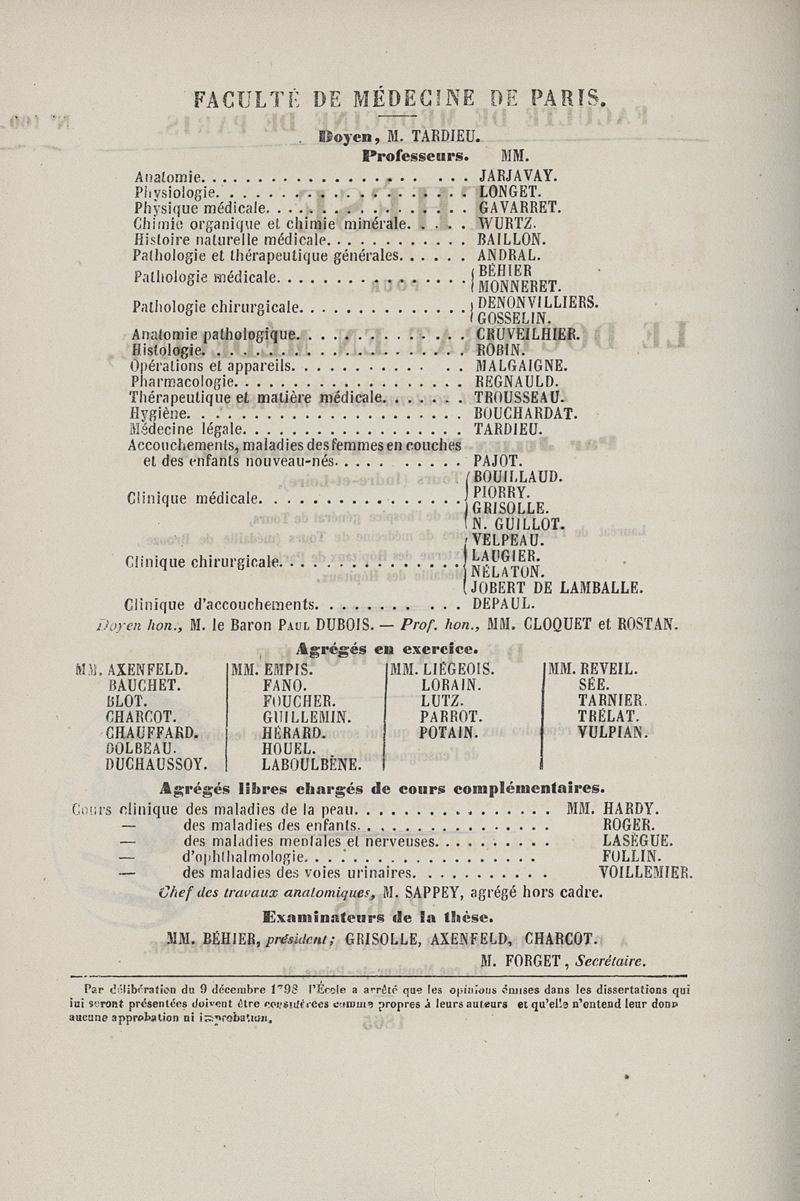 FACULTÉ DE MÉDECINE DE PARIS.
Doyen, M. TARDIEU.
Professeurs. MM.
Anatomie. . . . . . . . . . . . . . . . . . . . JARJAVAY.
Physiologie. . . . . . . . . . . . . . . . . . . LONGET.
Physique médicale. . . . . . . . . . . . . . . . GAVARRET.
Chimie organique et chimie minérale. . . . . WURTZ.
Histoire naturelle médicale. . . . . . . . . . . BAILLON.
Pathologie et thérapeutique générales. . . . . . ANDRAL.
Pathologie médicale. . . . . . . . . . . . . . . { BÉHIER
MONNERET.
Pathologie chirurgicale. . . . . . . . . . . . . { DENONVILLIERS.
GOSSELIN.
Anatomie pathologique. . . . . . . . . . . . . CRUVEILHIER.
Histologie. . . . . . . . . . . . . . . . . . . . ROBIN.
Opérations et appareils. . . . . . . . . . . . . MALGAIGNE.
Pharmacologie. . . . . . . . . . . . . . . . . . REGNAULD.
Thérapeutique et matière médicale. . . . . . . TROUSSEAU.
Hygiène. . . . . . . . . . . . . . . . . . . . . BOUCHARDAT.
Médecine légale. . . . . . . . . . . . . . . . . TARDIEU.
Accouchements, maladies des femmes en couches
et des enfants nouveau-nés. . . . . . . . . . . PAJOT.
Clinique médicale. . . . . . . . . . . . . . . . { BOUILLAUD.
PIORRY.
GRISOLLE.
N. GUILLOT.
Clinique chirurgicale. . . . . . . . . . . . . . { VELPEAU.
LAUGIER.
NÉLATON.
JOBERT DE LAMBALLE.
Clinique d'accouchements. . . . . . . . . . . DEPAUL.
Doyen hon., M. le Baron PAUL DUBOIS. — Prof. hon., MM. CLOQUET et ROSTAN.
Agrégés en exercice.
MM. AXENFELD. MM. EMPIS. MM. LIÉGEOIS. MM. REVEIL.
BAUCHET. FANO. LORAIN. SÉE.
BLOT. FOUCHER. LUTZ. TARNIER.
CHARCOT. GUILLEMIN. PARROT. TRÉLAT.
CHAUFFARD. HÉRARD. POTAIN. VULPIAN.
DOLBEAU. HOUEL.
DUCHAUSSOY. LABOULBÈNE.
Agrégés libres chargés de cours complémentaires.
Cours clinique des maladies de la peau. . . . . . . . . . . . . . . . MM. HARDY.
— des maladies des enfants. . . . . . . . . . . . . . . . ROGER.
— des maladies mentales et nerveuses. . . . . . . . . . LASÈGUE.
— d'ophthalmologie. . . . . . . . . . . . . . . . . . . FOLLIN.
— des maladies des voies urinaires. . . . . . . . . . . VOILLEMIER.
Chef des travaux anatomiques, M. SAPPEY, agrégé hors cadre.
Examinateurs de la thèse.
MM. BÉHIER, président; GRISOLLE, AXENFELD, CHARCOT.
M. FORGET, Secrétaire.
Par délibération du 9 décembre 1798 l'École a arrêté que les opinions émises dans les dissertations qui
lui seront présentées doivent être considérées comme propres à leurs auteurs et qu'elle n'entend leur donner
aucune approbation ni improbation.